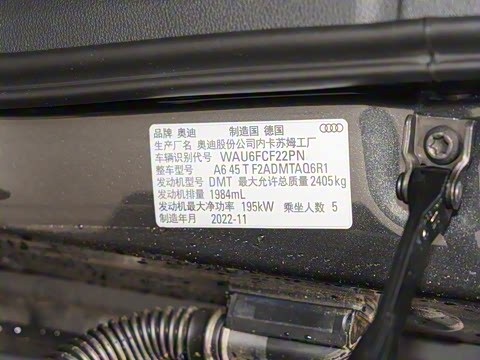 品牌 奥迪 制造国 德国
生产厂名 奥迪股份公司内卡苏姆工厂
车辆识别代号 WAU6FCF22PN
整车型号 A6 45 T F2ADMTAQ6R1
发动机型号 DMT 最大允许总质量 2405kg
发动机排量 1984mL
发动机最大净功率 195kW 乘坐人数 5
制造年月 2022-11